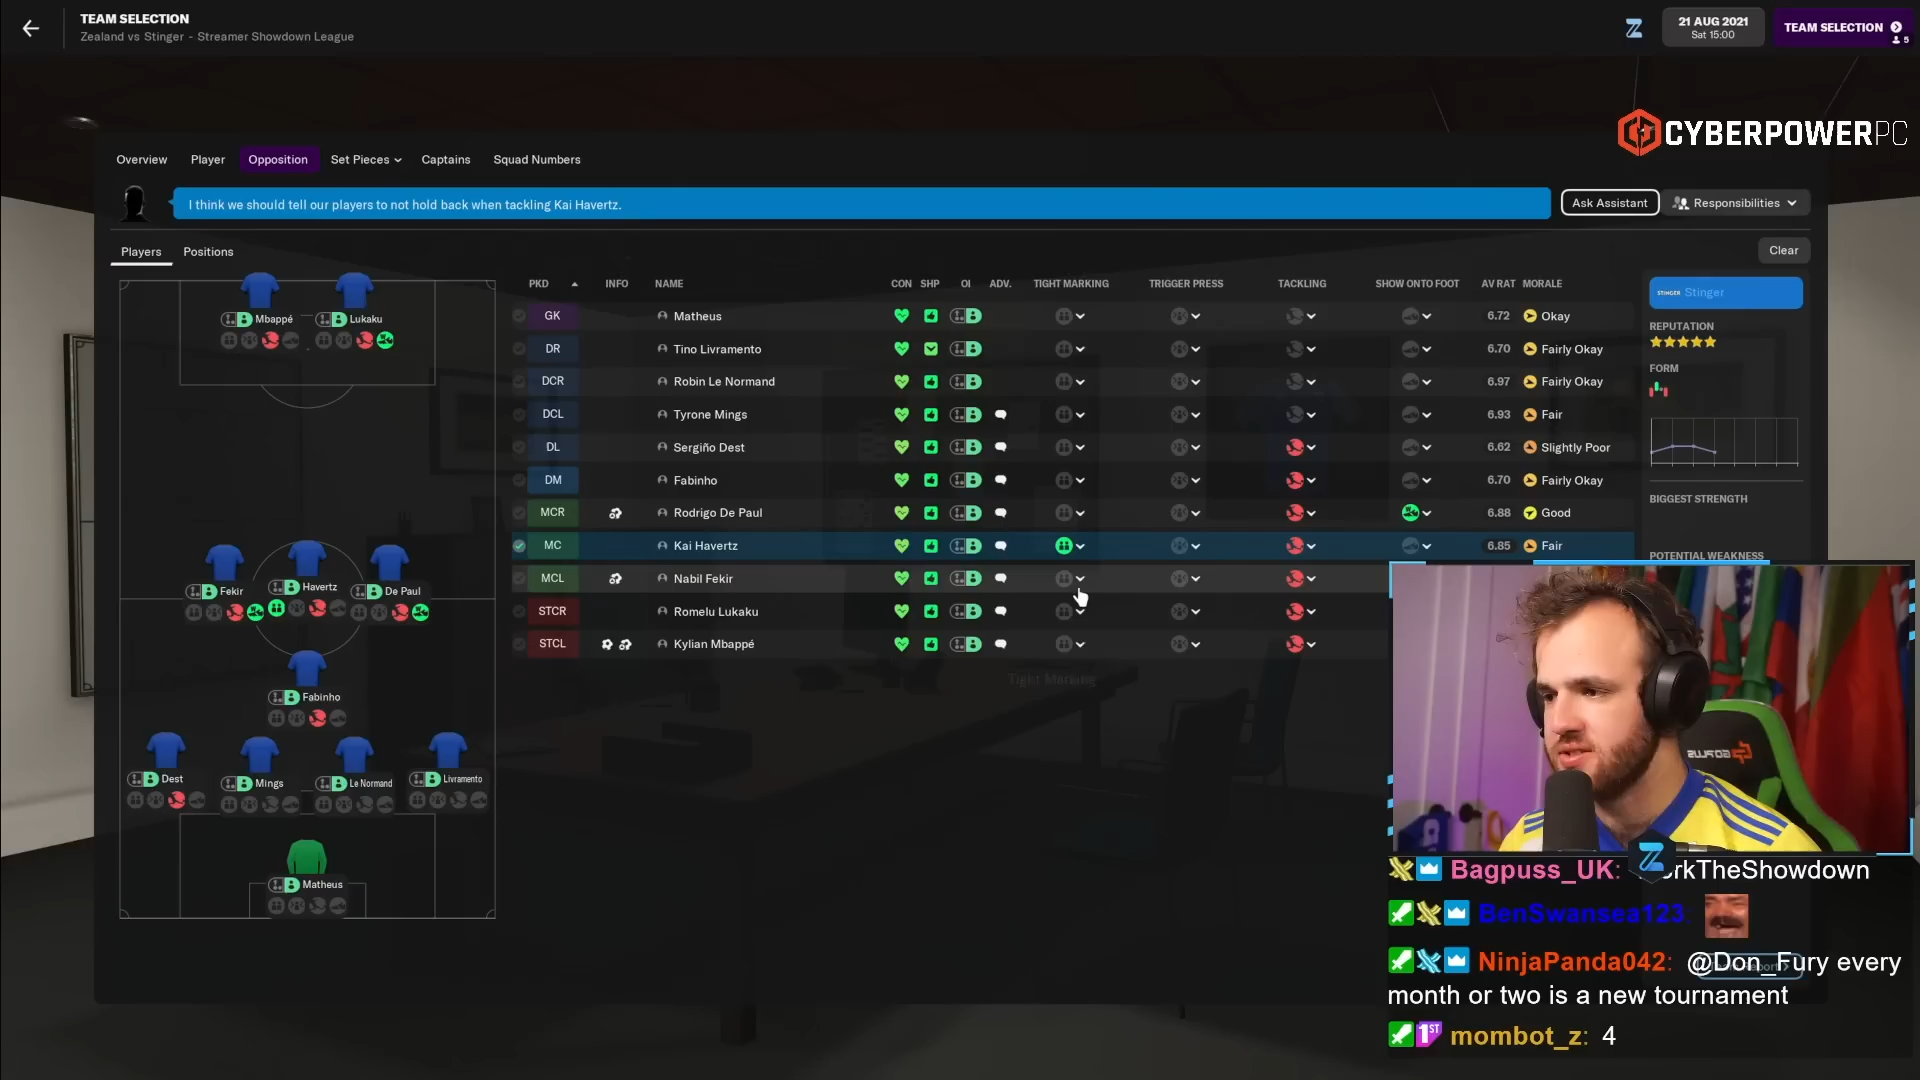 TEAM SELECTION
Zealand vs Stinger - Streamer Showdown League
21 AUG 2021
Sat 15:00
TEAM SELECTION
5
CYBERPOWERPC
Overview
Player
Opposition
Set Pieces
Captains
Squad Numbers
I think we should tell our players to not hold back when tackling Kai Havertz.
Ask Assistant
Responsibilities
Players
Positions
Clear
PKD INFO NAME CON SHP OI ADV. TIGHT MARKING TRIGGER PRESS TACKLING SHOW ONTO FOOT AV RAT MORALE
GK Matheus 6.72 Okay
DR Tino Livramento 6.70 Fairly Okay
DCR Robin Le Normand 6.97 Fairly Okay
DCL Tyrone Mings 6.93 Fair
DL Sergiño Dest 6.62 Slightly Poor
DM Fabinho 6.70 Fairly Okay
MCR Rodrigo De Paul 6.88 Good
MC Kai Havertz 6.85 Fair
MCL Nabil Fekir
STCR Romelu Lukaku
STCL Kylian Mbappé
Tight Marking
Mbappé
Lukaku
Fekir
Havertz
De Paul
Fabinho
Dest
Mings
Le Normand
Livramento
Matheus
STINGER Stinger
REPUTATION
FORM
BIGGEST STRENGTH
POTENTIAL WEAKNESS
Bagpuss_UK: rkTheShowdown
BenSwansea123:
NinjaPanda042: @Don_Fury every
month or two is a new tournament
1ST mombot_z: 4